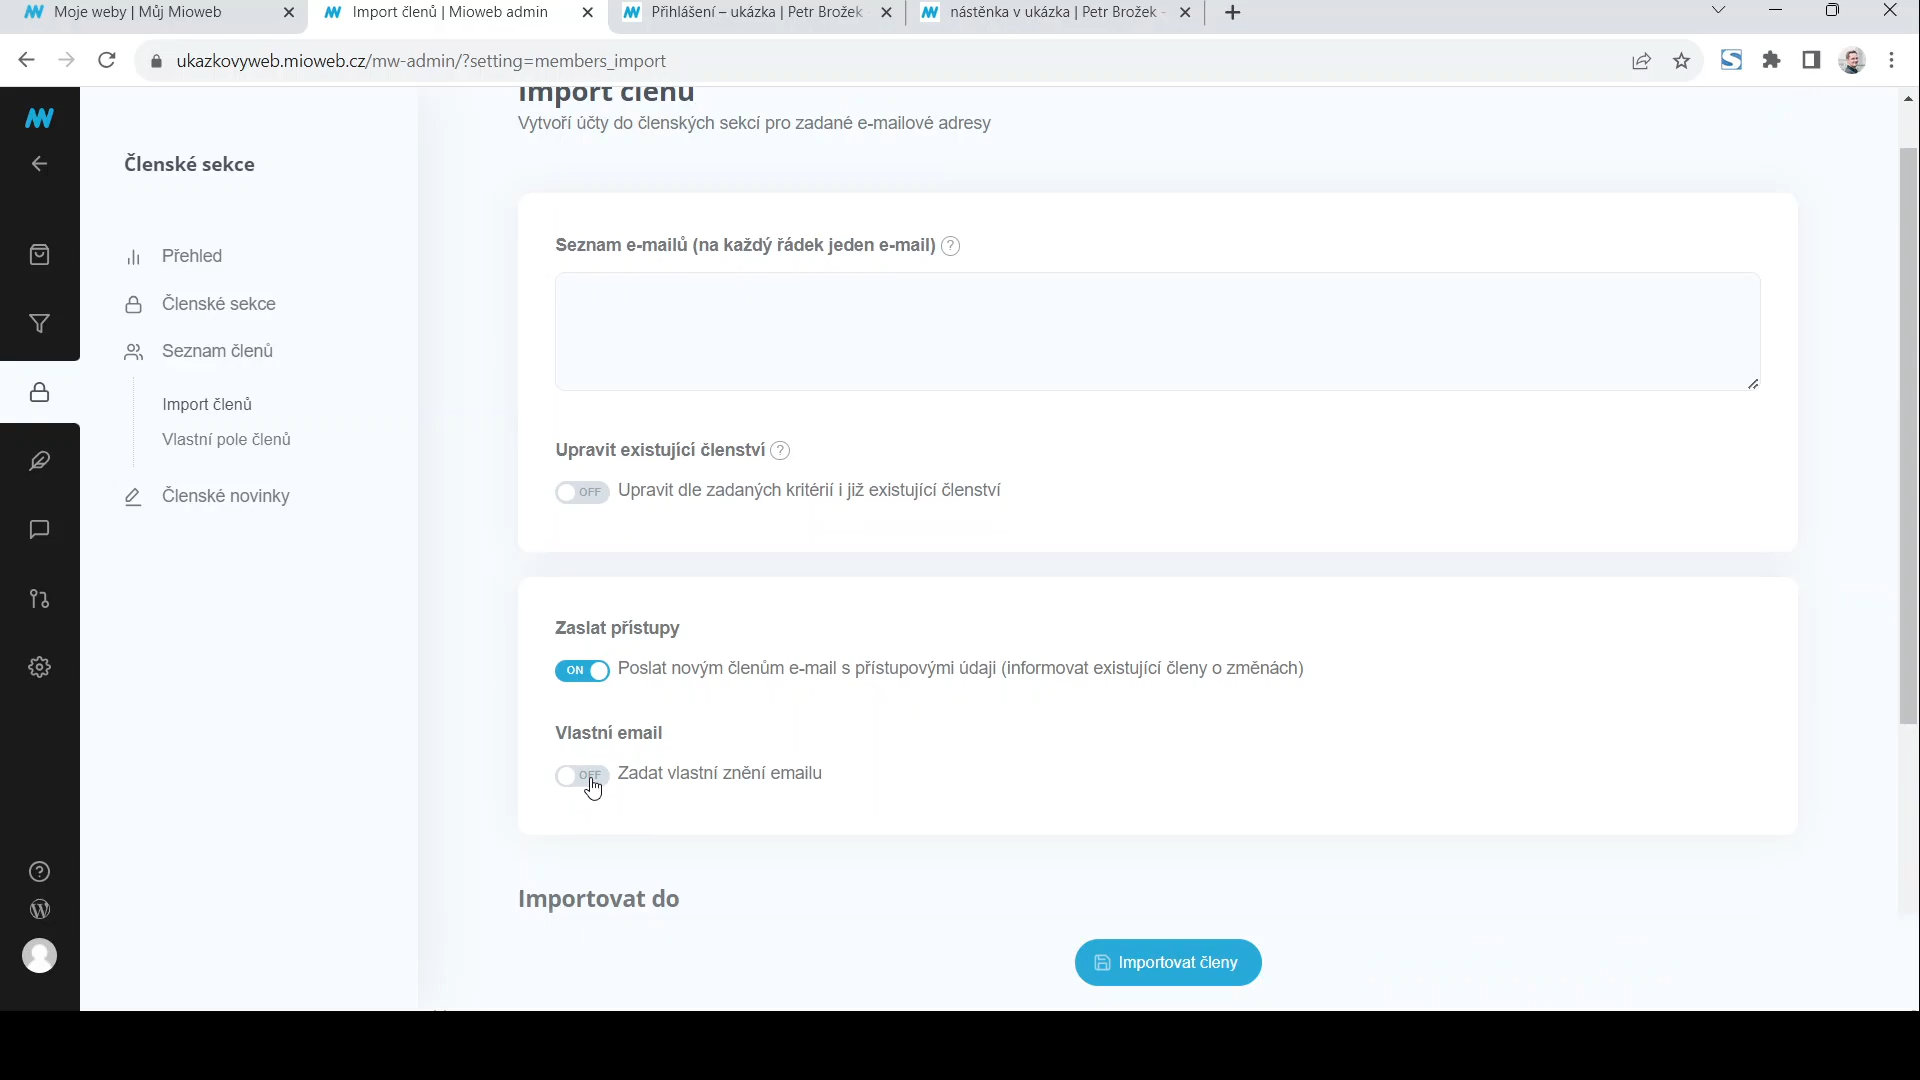 Moje weby | Můj Mioweb
Import členů | Mioweb admin
Přihlášení – ukázka | Petr Brožek
nástěnka v ukázka | Petr Brožek -
ukazkovyweb.mioweb.cz/mw-admin/?setting=members_import
Členské sekce
Přehled
Členské sekce
Seznam členů
Import členů
Vlastní pole členů
Členské novinky
Import členů
Vytvoří účty do členských sekcí pro zadané e-mailové adresy
Seznam e-mailů (na každý řádek jeden e-mail) ?
Upravit existující členství ?
OFF Upravit dle zadaných kritérií i již existující členství
Zaslat přístupy
ON Poslat novým členům e-mail s přístupovými údaji (informovat existující členy o změnách)
Vlastní email
OFF Zadat vlastní znění emailu
Importovat do
Importovat členy